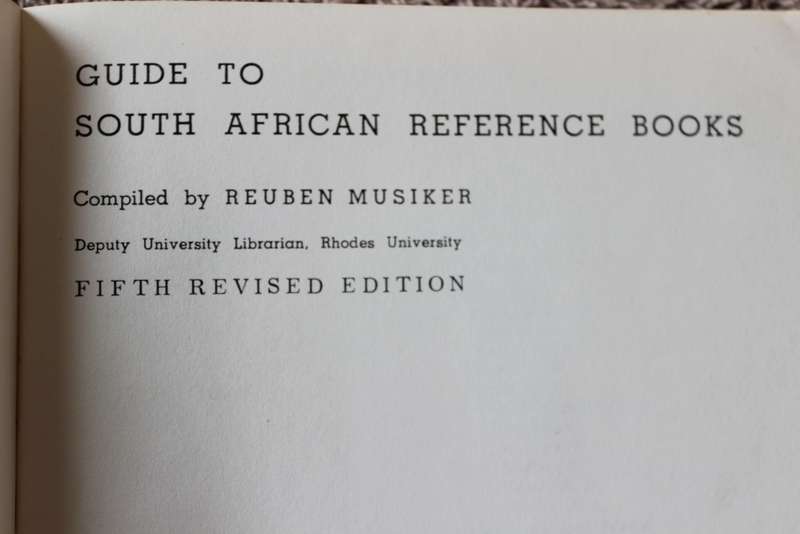 GUIDE TO
SOUTH AFRICAN REFERENCE BOOKS
Compiled by REUBEN MUSIKER
Deputy University Librarian, Rhodes University
FIFTH REVISED EDITION